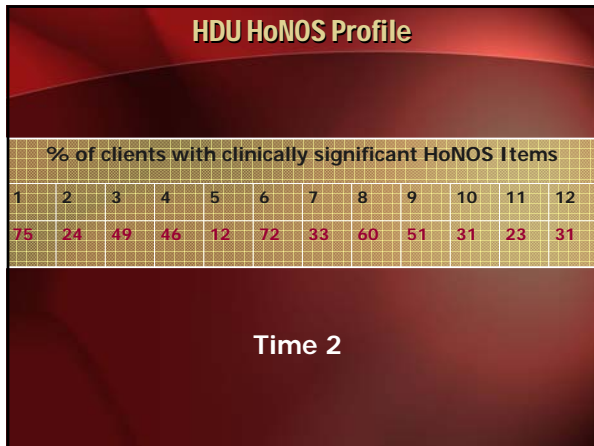 HDU HoNOS Profile
% of clients with clinically significant HoNOS Items
1 2 3 4 5 6 7 8 9 10 11 12
75 24 49 46 12 72 33 60 51 31 23 31
Time 2